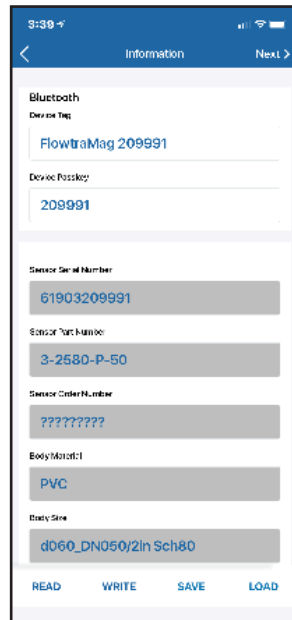 3:39
Information
Next >
Bluetooth
Device Tag
FlowtraMag 209991
Device Passkey
209991
Sensor Serial Number
61903209991
Sensor Part Number
3-2580-P-50
Sensor Order Number
?????????
Body Material
PVC
Body Size
d060_DN050/2in Sch80
READ WRITE SAVE LOAD